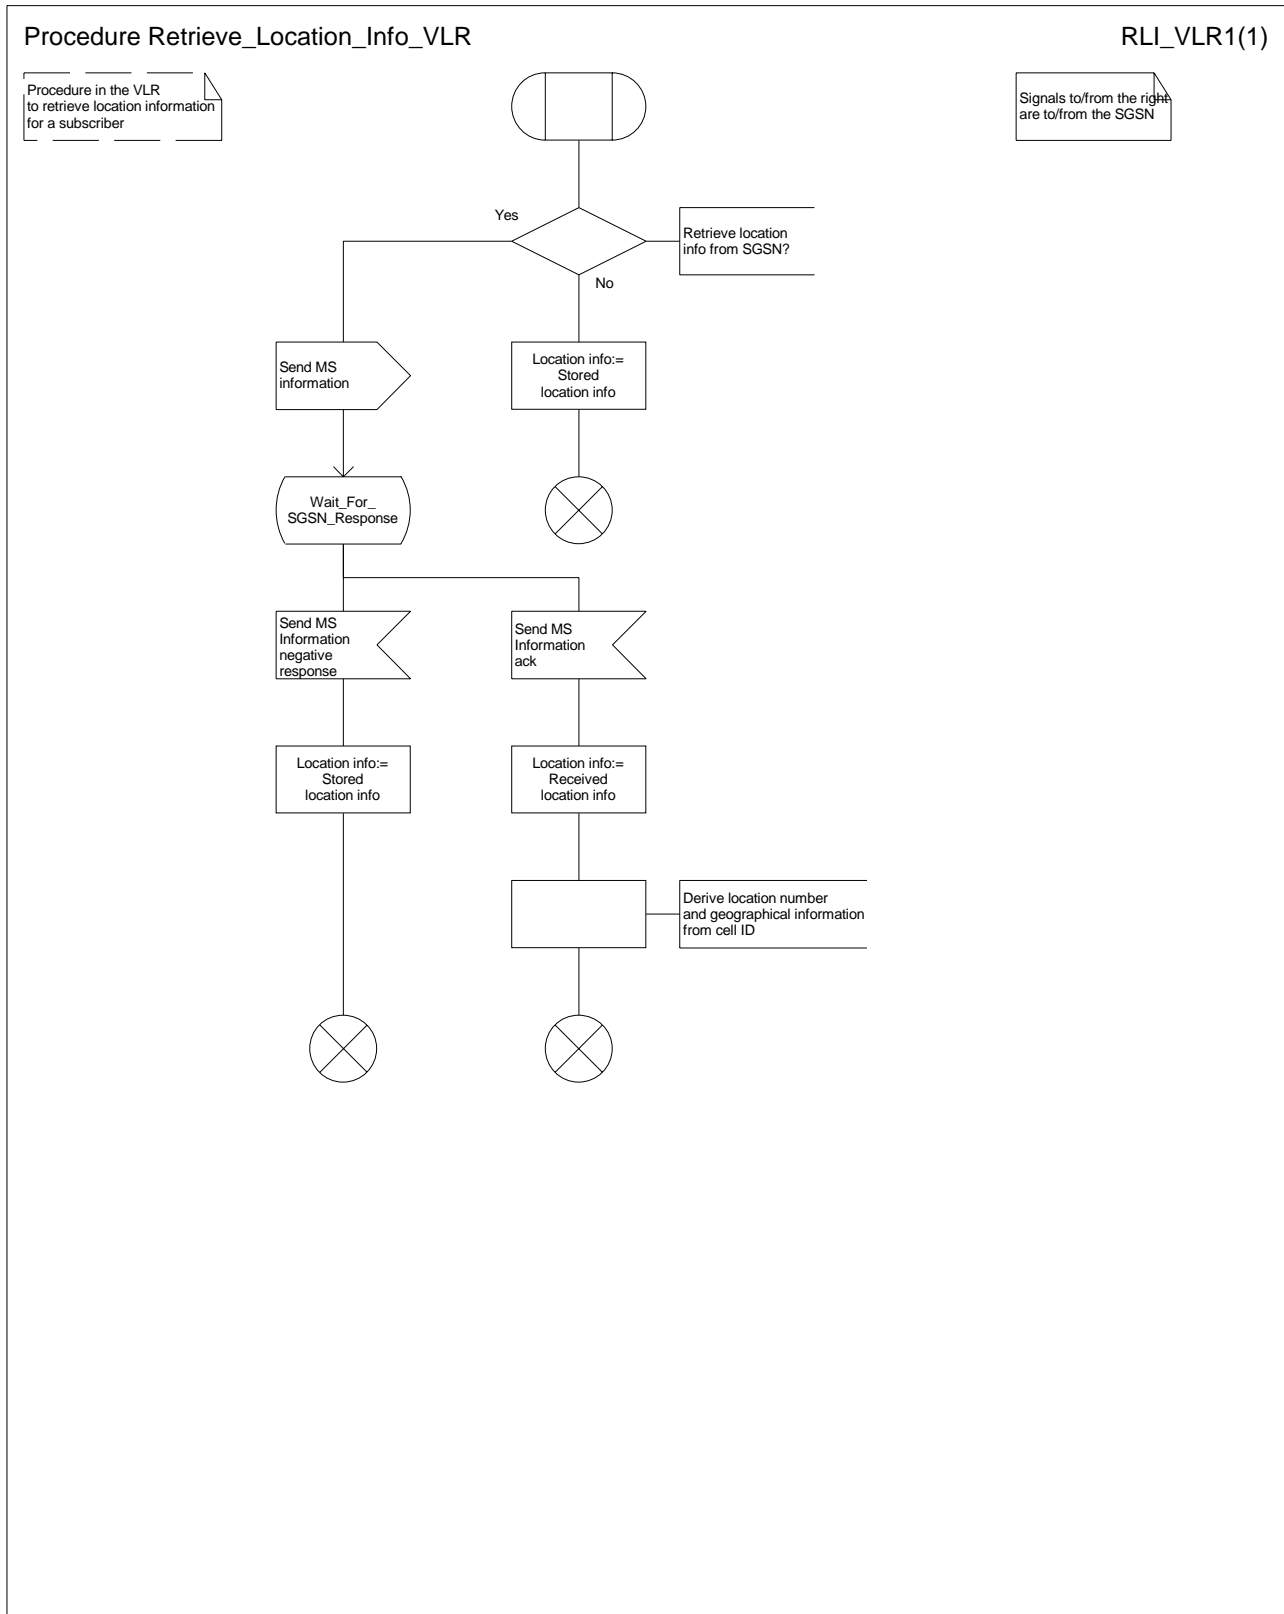 Procedure Retrieve_Location_Info_VLR
RLI_VLR1(1)
Procedure in the VLR
to retrieve location information
for a subscriber
Signals to/from the right
are to/from the SGSN
Yes
Retrieve location
info from SGSN?
No
Send MS
information
Location info:=
Stored
location info
Wait_For_
SGSN_Response
Send MS
Information
negative
response
Send MS
Information
ack
Location info:=
Stored
location info
Location info:=
Received
location info
Derive location number
and geographical information
from cell ID